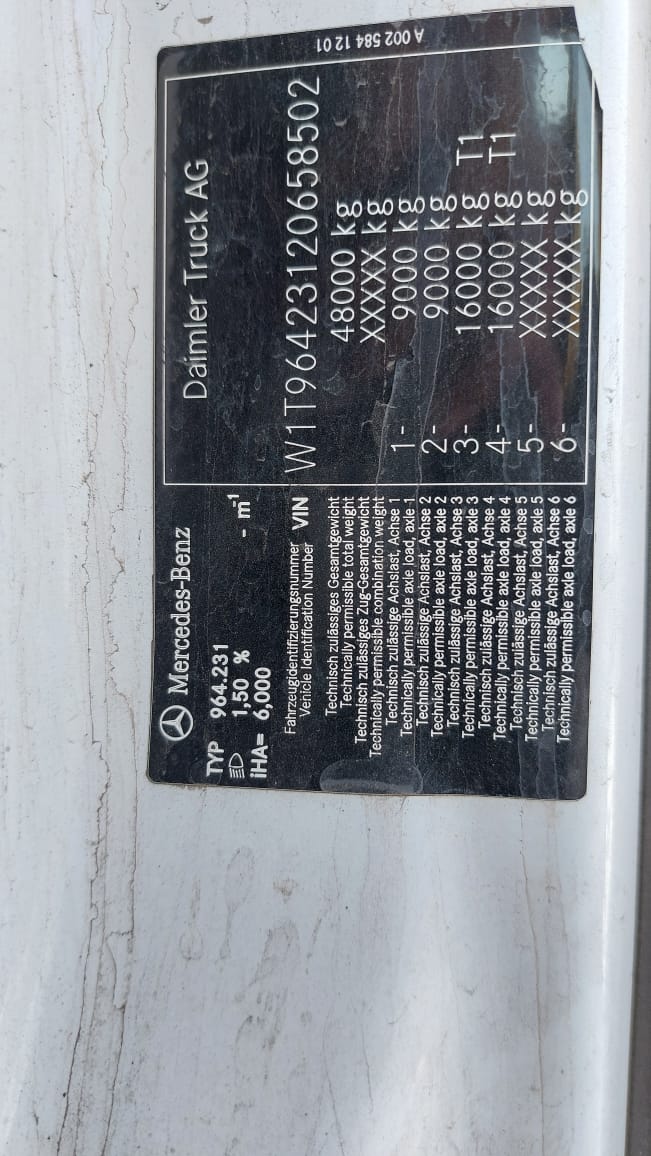 Mercedes-Benz Daimler Truck AG
TYP 964.231
1,50 % - m⁻¹
iHA= 6,000
Fahrzeugidentifizierungsnummer
Vehicle Identification Number VIN W1T96423120658502
Technisch zulässiges Gesamtgewicht
Technically permissible total weight 48000 kg
Technisch zulässiges Zug-Gesamtgewicht
Technically permissible combination weight XXXXX kg
Technisch zulässige Achslast, Achse 1
Technically permissible axle load, axle 1 1- 9000 kg
Technisch zulässige Achslast, Achse 2
Technically permissible axle load, axle 2 2- 9000 kg
Technisch zulässige Achslast, Achse 3
Technically permissible axle load, axle 3 3- 16000 kg T1
Technisch zulässige Achslast, Achse 4
Technically permissible axle load, axle 4 4- 16000 kg T1
Technisch zulässige Achslast, Achse 5
Technically permissible axle load, axle 5 5- XXXXX kg
Technisch zulässige Achslast, Achse 6
Technically permissible axle load, axle 6 6- XXXXX kg
A 002 584 12 01